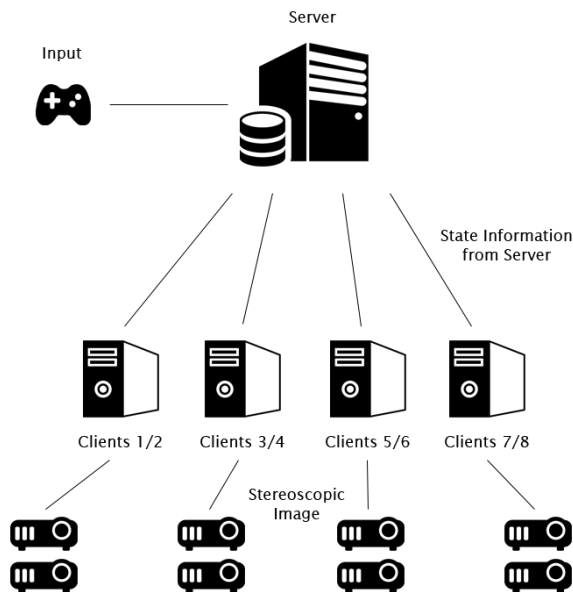 Server
Input
State Information
from Server
Clients 1/2
Clients 3/4
Clients 5/6
Clients 7/8
Stereoscopic
Image